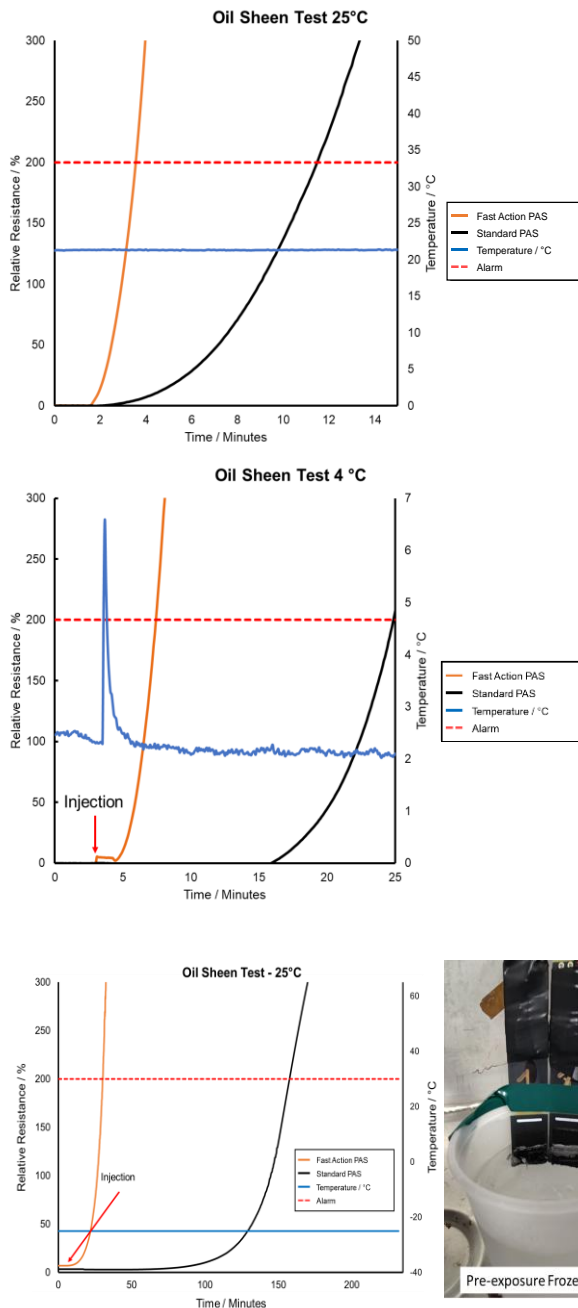 Oil Sheen Test 25°C
300
250
200
150
100
50
0
Relative Resistance / %
0 2 4 6 8 10 12 14
Time / Minutes
50
45
40
35
30
25
20
15
10
5
0
Temperature / °C
Fast Action PAS
Standard PAS
Temperature / °C
Alarm
Oil Sheen Test 4 °C
300
250
200
150
100
50
0
Relative Resistance / %
Injection
0 5 10 15 20 25
Time / Minutes
7
6
5
4
3
2
1
0
Temperature / °C
Fast Action PAS
Standard PAS
Temperature / °C
Alarm
Oil Sheen Test - 25°C
300
250
200
150
100
50
0
Relative Resistance / %
Injection
0 50 100 150 200
Time / Minutes
60
40
20
0
-20
-40
Temperature / °C
Fast Action PAS
Standard PAS
Temperature / °C
Alarm
Pre-exposure Froze